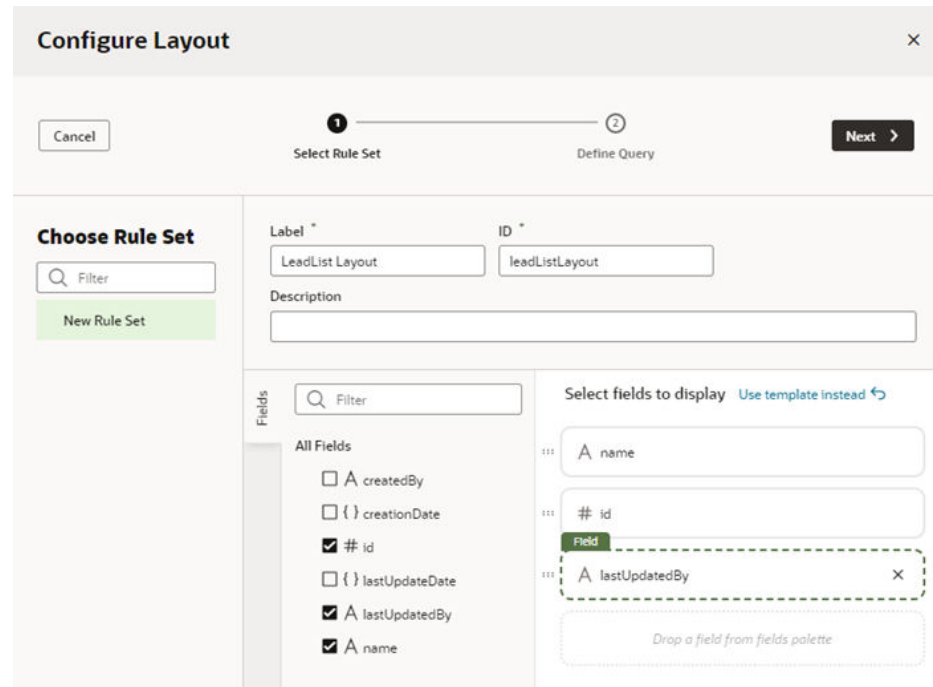 Configure Layout
Cancel
1
2
Select Rule Set
Define Query
Next
Choose Rule Set
Filter
New Rule Set
Label *
ID *
LeadList Layout
leadListLayout
Description
Fields
Filter
All Fields
A createdBy
{ } creationDate
# id
{ } lastUpdateDate
A lastUpdatedBy
A name
Select fields to display Use template instead
A name
# id
Field
A lastUpdatedBy
Drop a field from fields palette